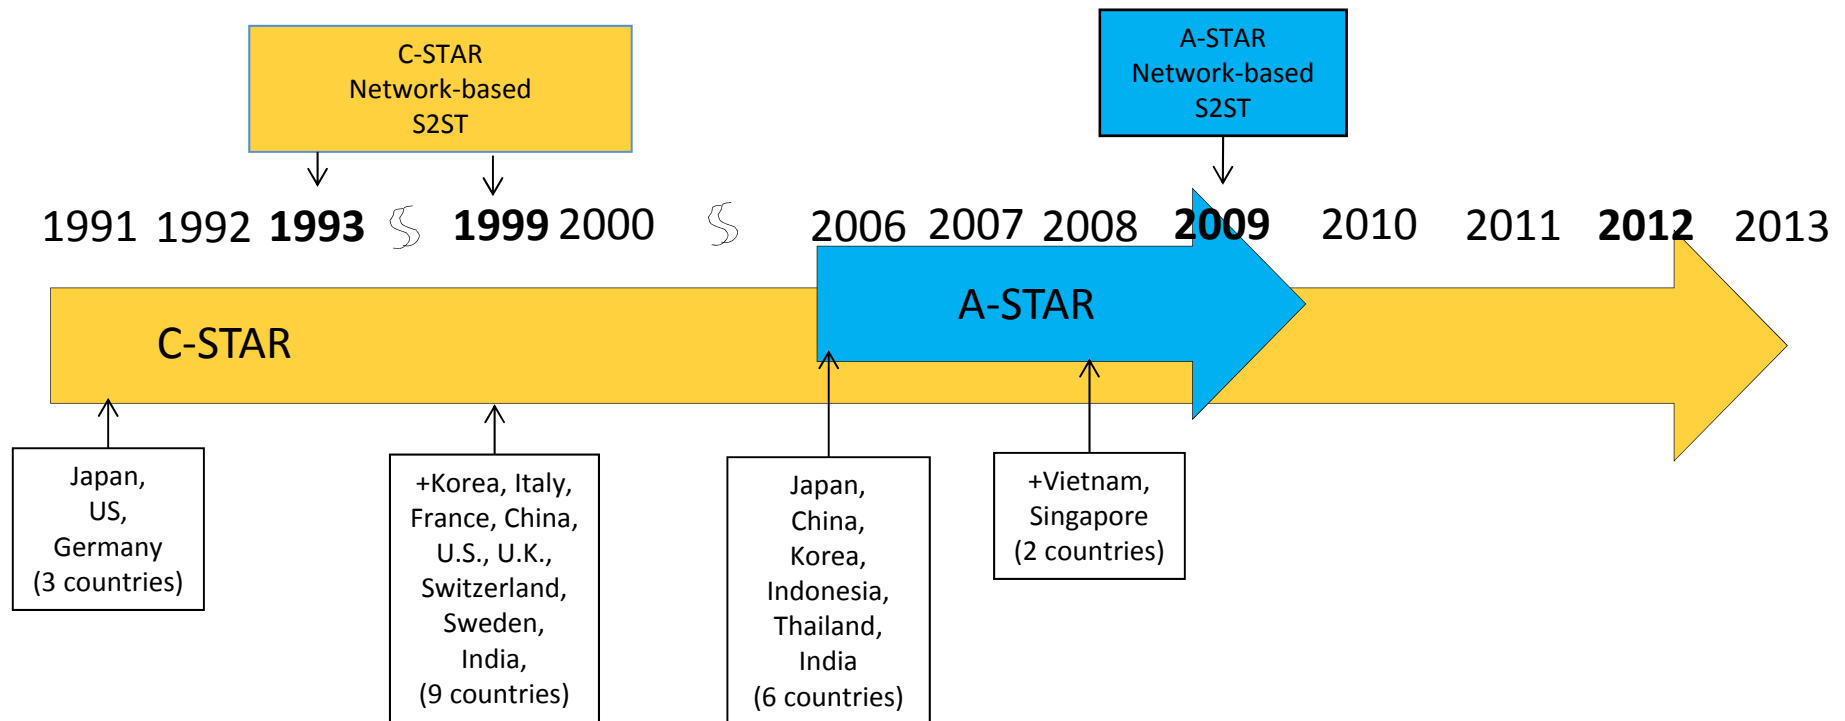 C-STAR
Network-based
S2ST
A-STAR
Network-based
S2ST
1991 1992 1993 1999 2000 2006 2007 2008 2009 2010 2011 2012 2013
A-STAR
C-STAR
Japan,
US,
Germany
(3 countries)
+Korea, Italy,
France, China,
U.S., U.K.,
Switzerland,
Sweden,
India,
(9 countries)
Japan,
China,
Korea,
Indonesia,
Thailand,
India
(6 countries)
+Vietnam,
Singapore
(2 countries)